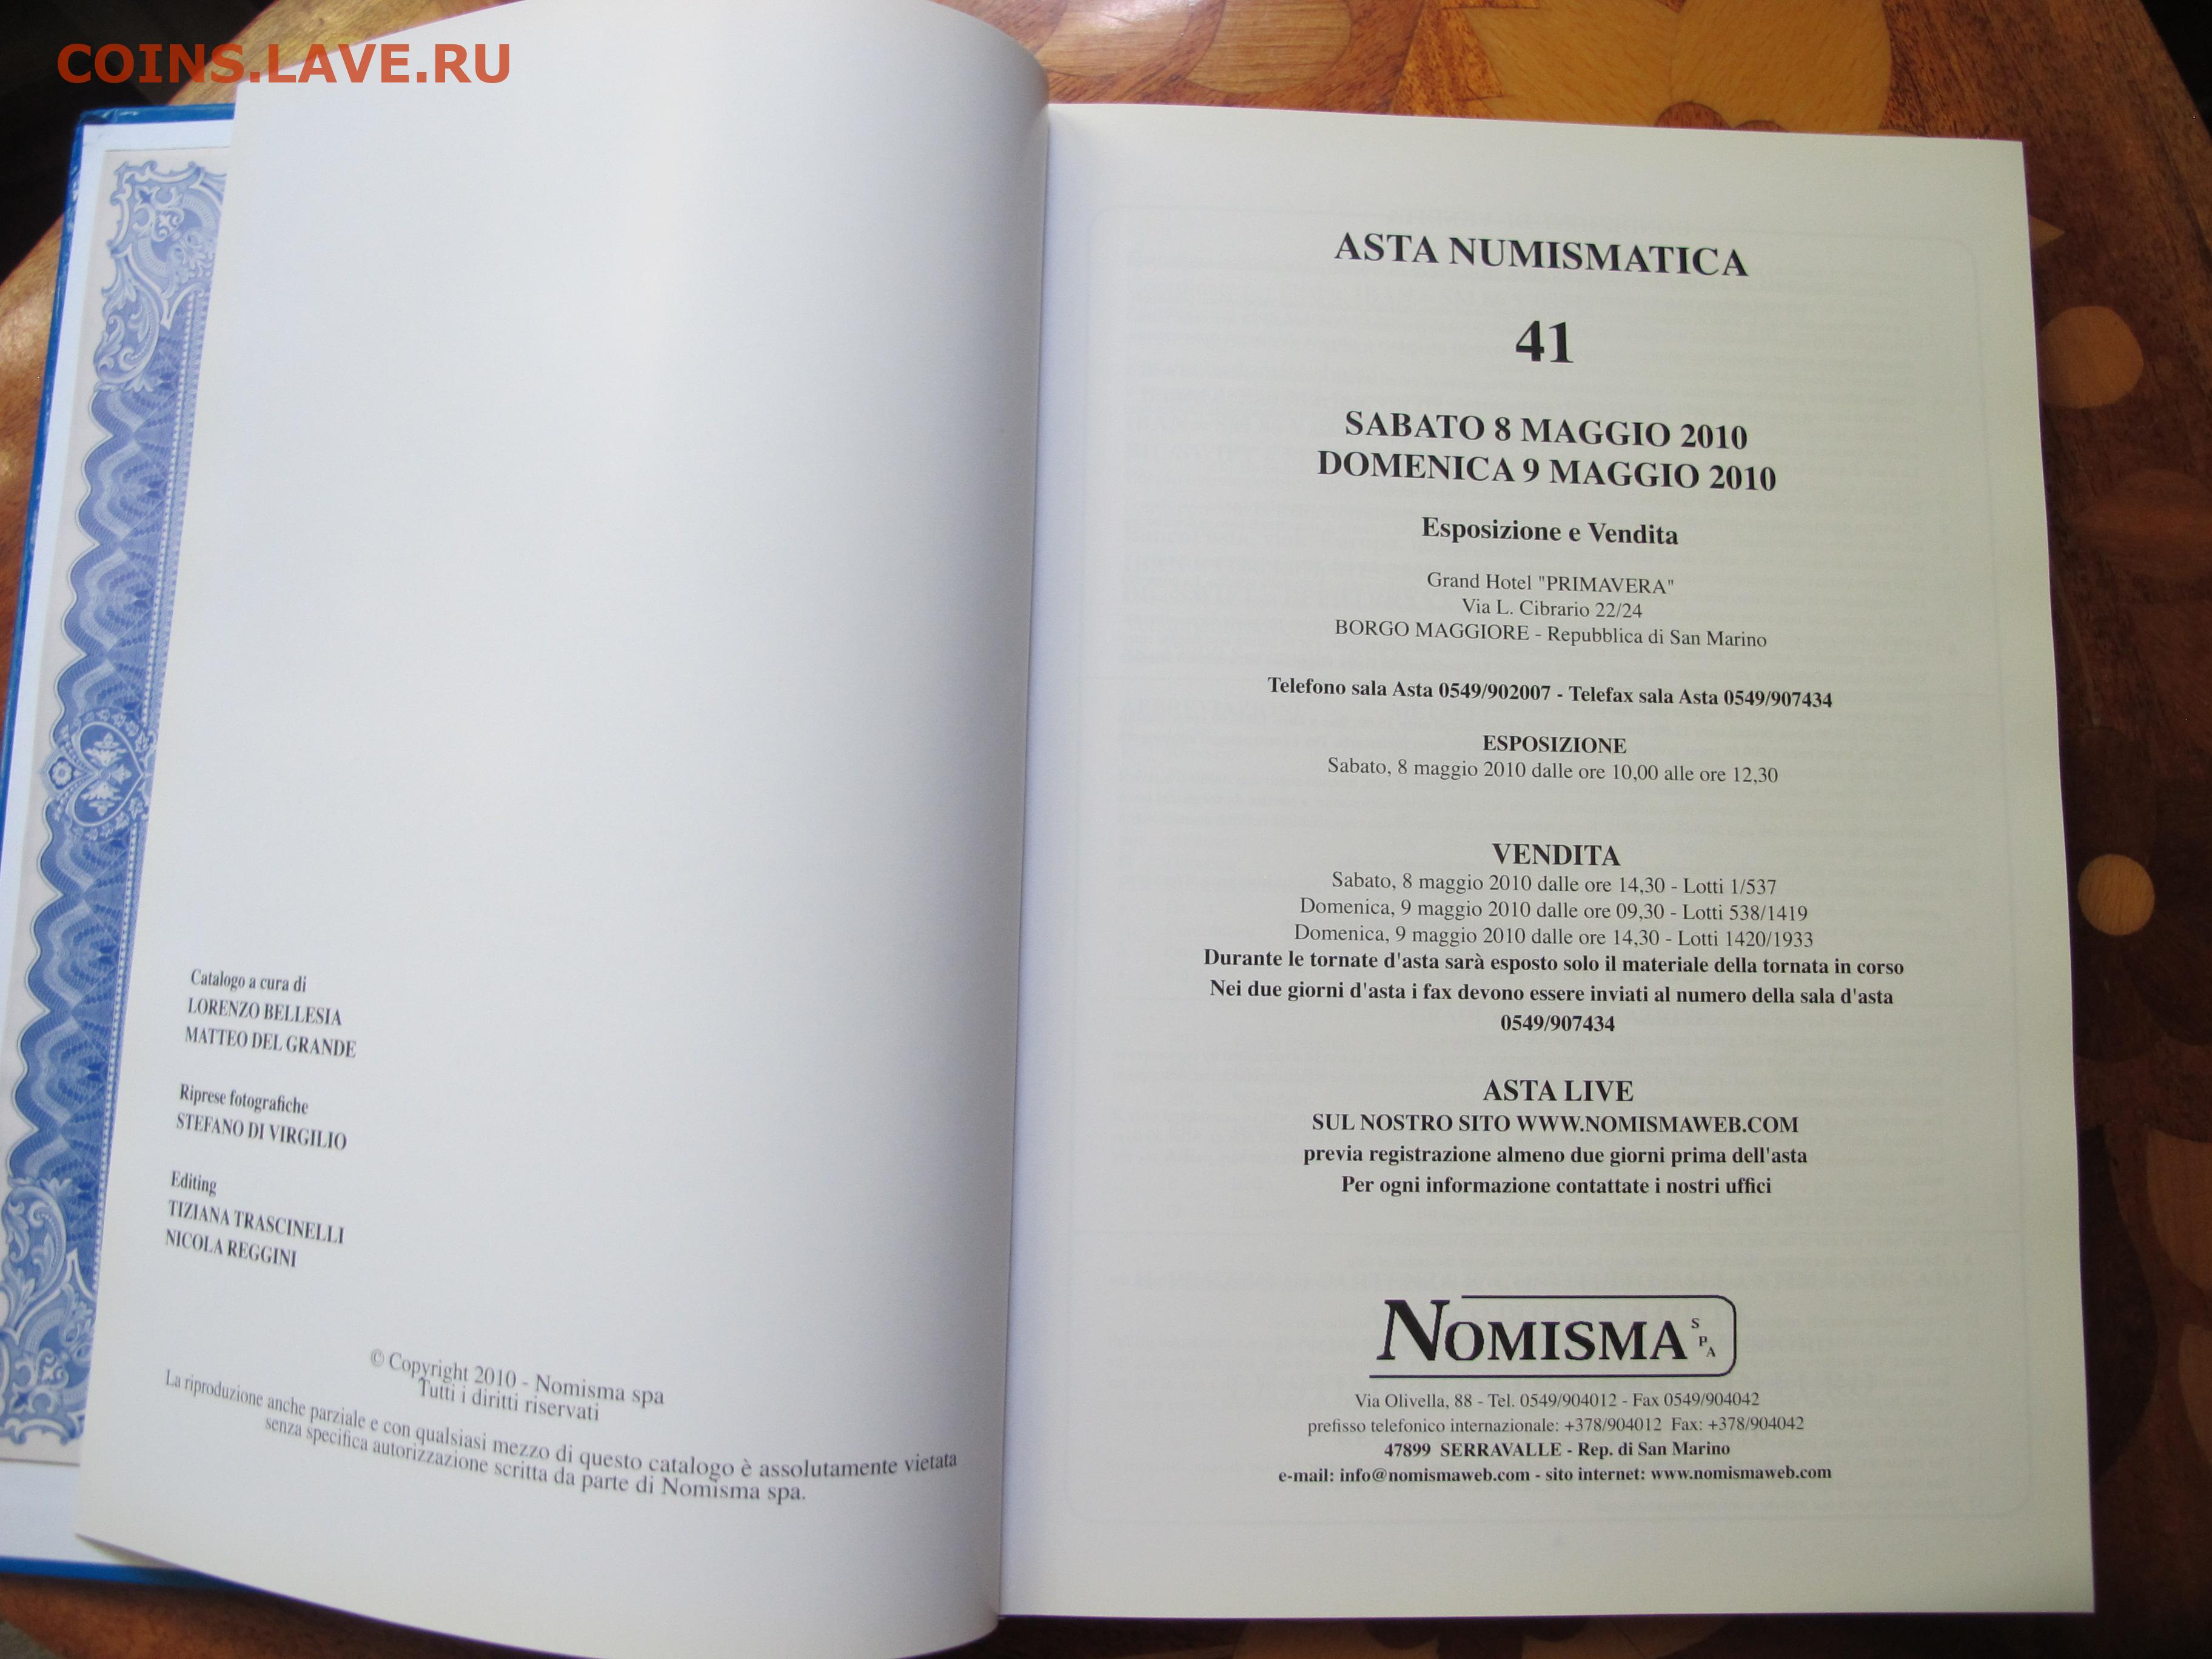 COINS.LAVE.RU
Catalogo a cura di
LORENZO BELLESIA
MATTEO DEL GRANDE
Riprese fotografiche
STEFANO DI VIRGILIO
Editing
TIZIANA TRASCINELLI
NICOLA REGGINI
© Copyright 2010 - Nomisma spa
Tutti i diritti riservati
La riproduzione anche parziale e con qualsiasi mezzo di questo catalogo è assolutamente vietata
senza specifica autorizzazione scritta da parte di Nomisma spa.
ASTA NUMISMATICA
41
SABATO 8 MAGGIO 2010
DOMENICA 9 MAGGIO 2010
Esposizione e Vendita
Grand Hotel "PRIMAVERA"
Via L. Cibrario 22/24
BORGO MAGGIORE - Repubblica di San Marino
Telefono sala Asta 0549/902007 - Telefax sala Asta 0549/907434
ESPOSIZIONE
Sabato, 8 maggio 2010 dalle ore 10,00 alle ore 12,30
VENDITA
Sabato, 8 maggio 2010 dalle ore 14,30 - Lotti 1/537
Domenica, 9 maggio 2010 dalle ore 09,30 - Lotti 538/1419
Domenica, 9 maggio 2010 dalle ore 14,30 - Lotti 1420/1933
Durante le tornate d'asta sarà esposto solo il materiale della tornata in corso
Nei due giorni d'asta i fax devono essere inviati al numero della sala d'asta
0549/907434
ASTA LIVE
SUL NOSTRO SITO WWW.NOMISMAWEB.COM
previa registrazione almeno due giorni prima dell'asta
Per ogni informazione contattate i nostri uffici
NOMISMA SPA
Via Olivella, 88 - Tel. 0549/904012 - Fax 0549/904042
prefisso telefonico internazionale: +378/904012 Fax: +378/904042
47899 SERRAVALLE - Rep. di San Marino
e-mail: info@nomismaweb.com - sito internet: www.nomismaweb.com